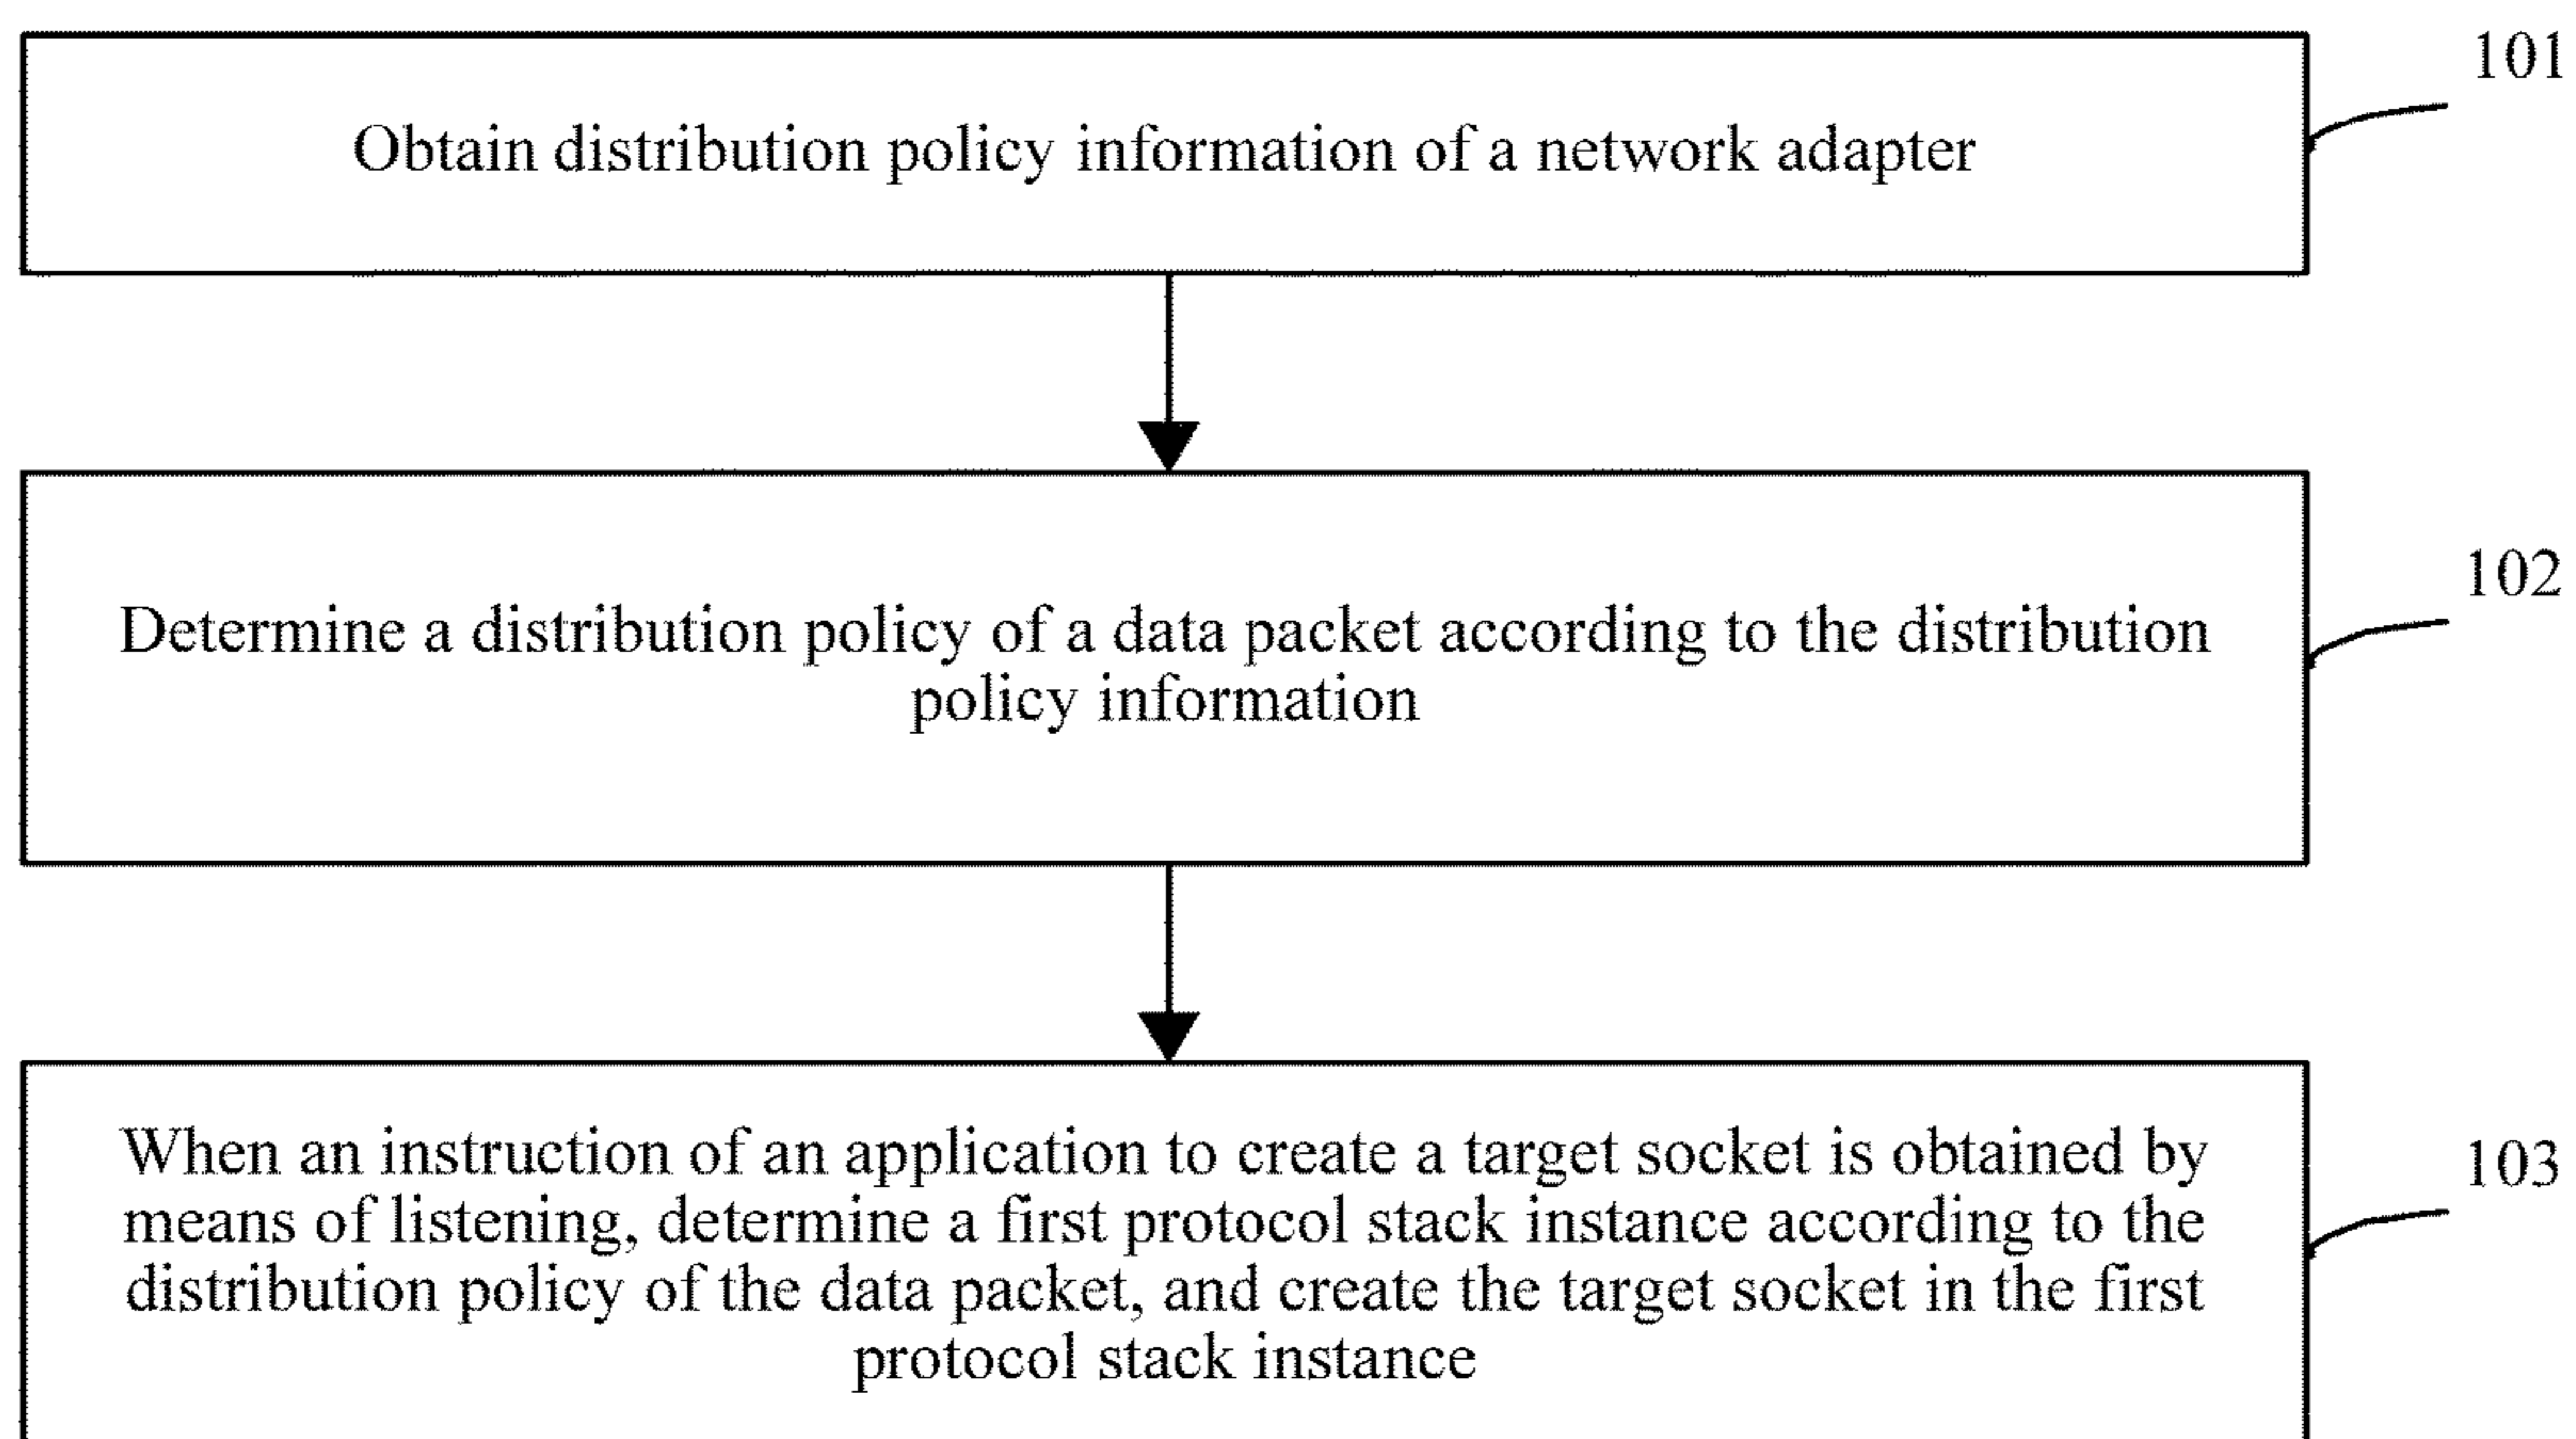 101
Obtain distribution policy information of a network adapter
102
Determine a distribution policy of a data packet according to the distribution
policy information
103
When an instruction of an application to create a target socket is obtained by
means of listening, determine a first protocol stack instance according to the
distribution policy of the data packet, and create the target socket in the first
protocol stack instance